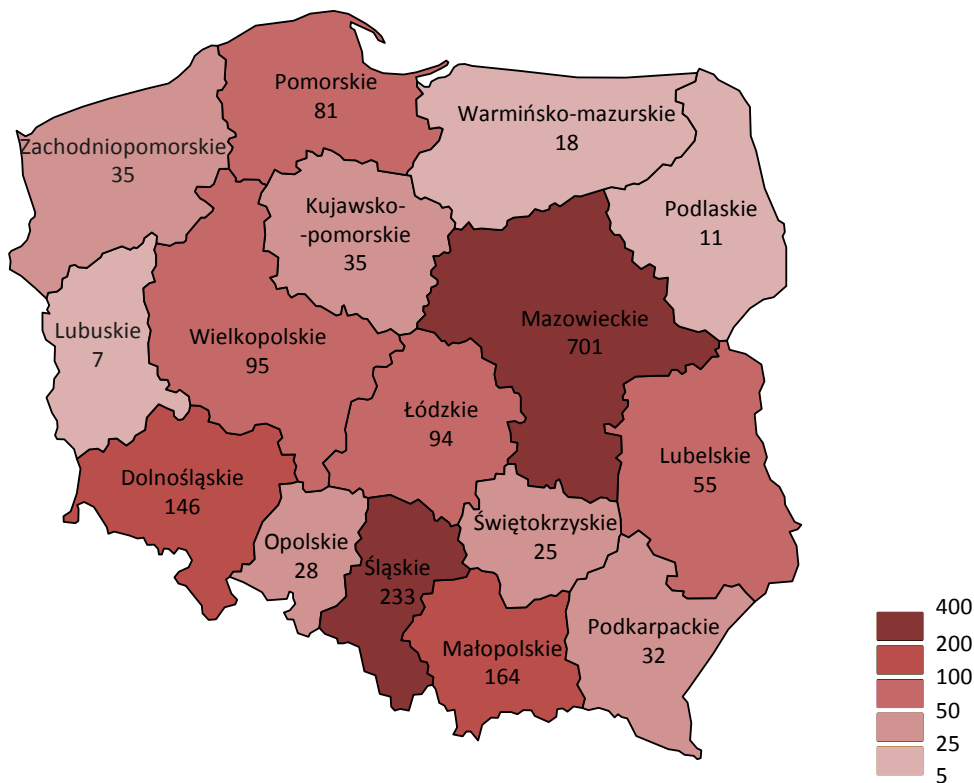 Pomorskie
81
Warmińsko-mazurskie
18
Zachodniopomorskie
35
Kujawsko-
-pomorskie
35
Podlaskie
11
Lubuskie
7
Wielkopolskie
95
Mazowieckie
701
Łódzkie
94
Lubelskie
55
Dolnośląskie
146
Opolskie
28
Śląskie
233
Świętokrzyskie
25
Małopolskie
164
Podkarpackie
32
400
200
100
50
25
5